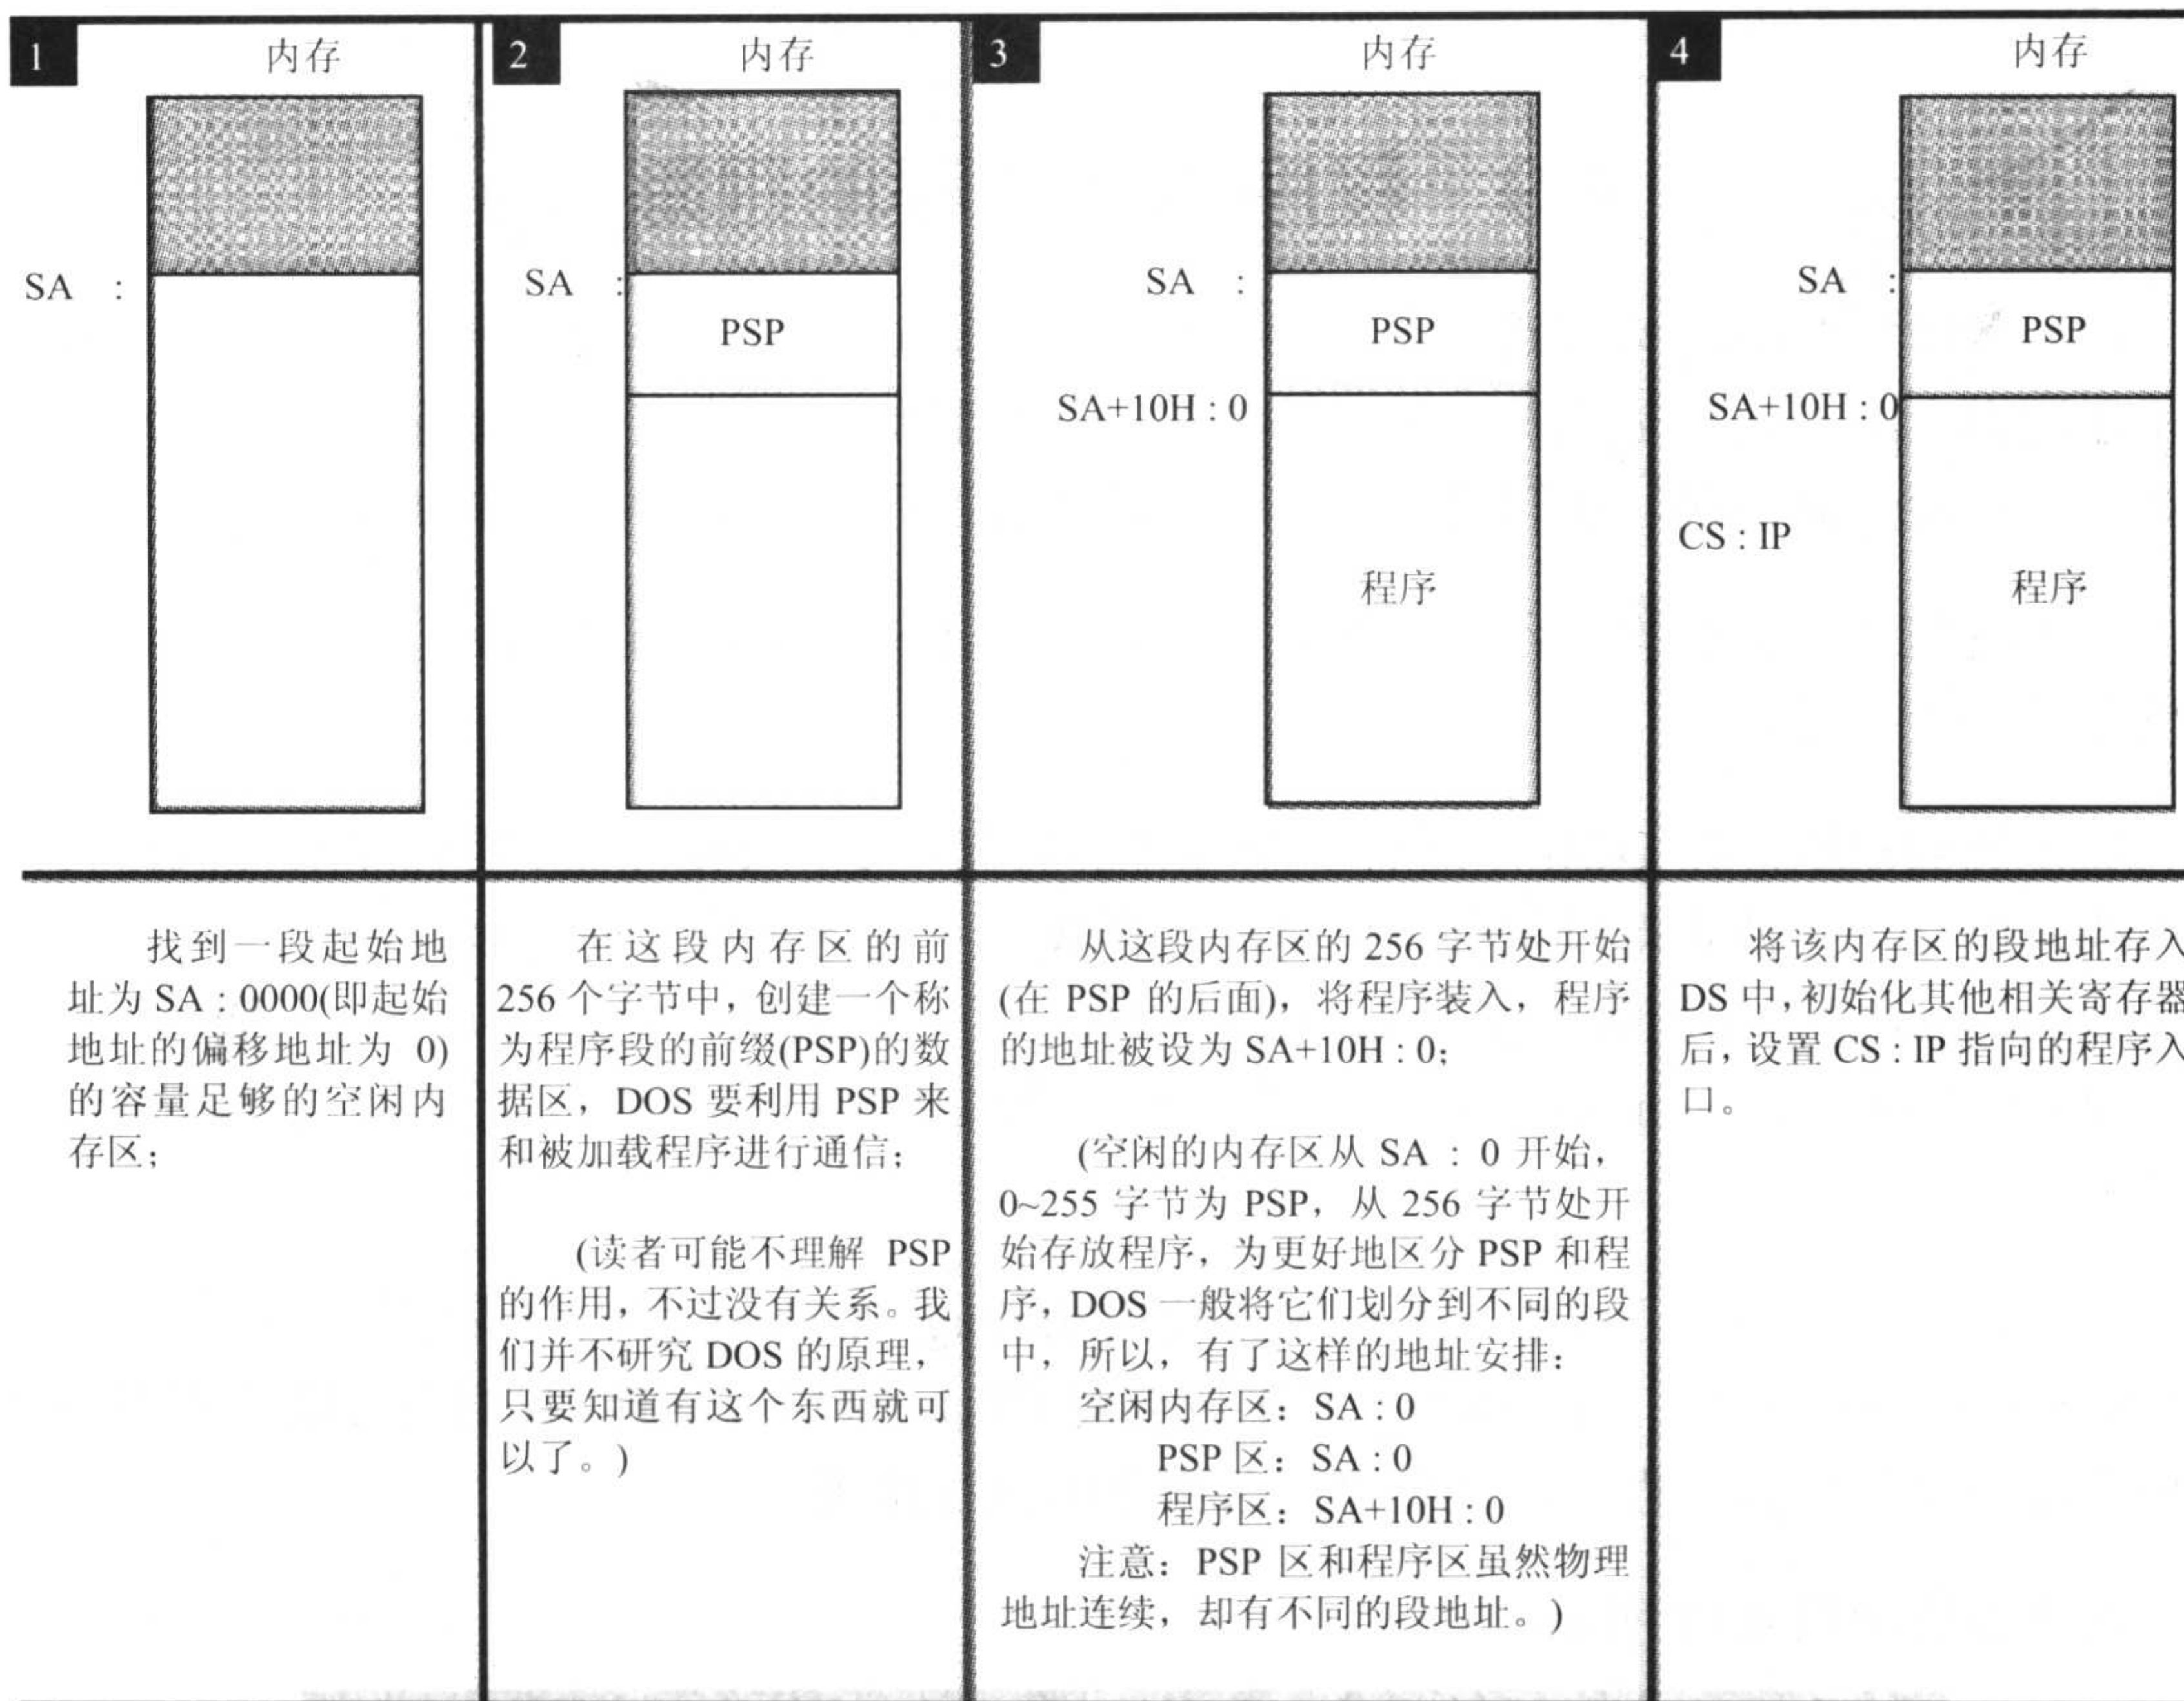 1
内存
SA :
2
内存
SA :
PSP
3
内存
SA :
PSP
SA+10H : 0
程序
4
内存
SA :
PSP
SA+10H : 0
CS : IP
程序
找到一段起始地
址为 SA : 0000(即起始
地址的偏移地址为 0)
的容量足够的空闲内
存区；
在这段内存区的前
256 个字节中，创建一个称
为程序段的前缀(PSP)的数
据区，DOS 要利用 PSP 来
和被加载程序进行通信；
(读者可能不理解 PSP
的作用，不过没有关系。我
们并不研究 DOS 的原理，
只要知道有这个东西就可
以了。)
从这段内存区的 256 字节处开始
(在 PSP 的后面)，将程序装入，程序
的地址被设为 SA+10H : 0；
(空闲的内存区从 SA : 0 开始，
0~255 字节为 PSP，从 256 字节处开
始存放程序，为更好地区分 PSP 和程
序，DOS 一般将它们划分到不同的段
中，所以，有了这样的地址安排：
空闲内存区：SA : 0
PSP 区：SA : 0
程序区：SA+10H : 0
注意：PSP 区和程序区虽然物理
地址连续，却有不同的段地址。)
将该内存区的段地址存入
DS 中，初始化其他相关寄存器
后，设置 CS : IP 指向的程序入
口。